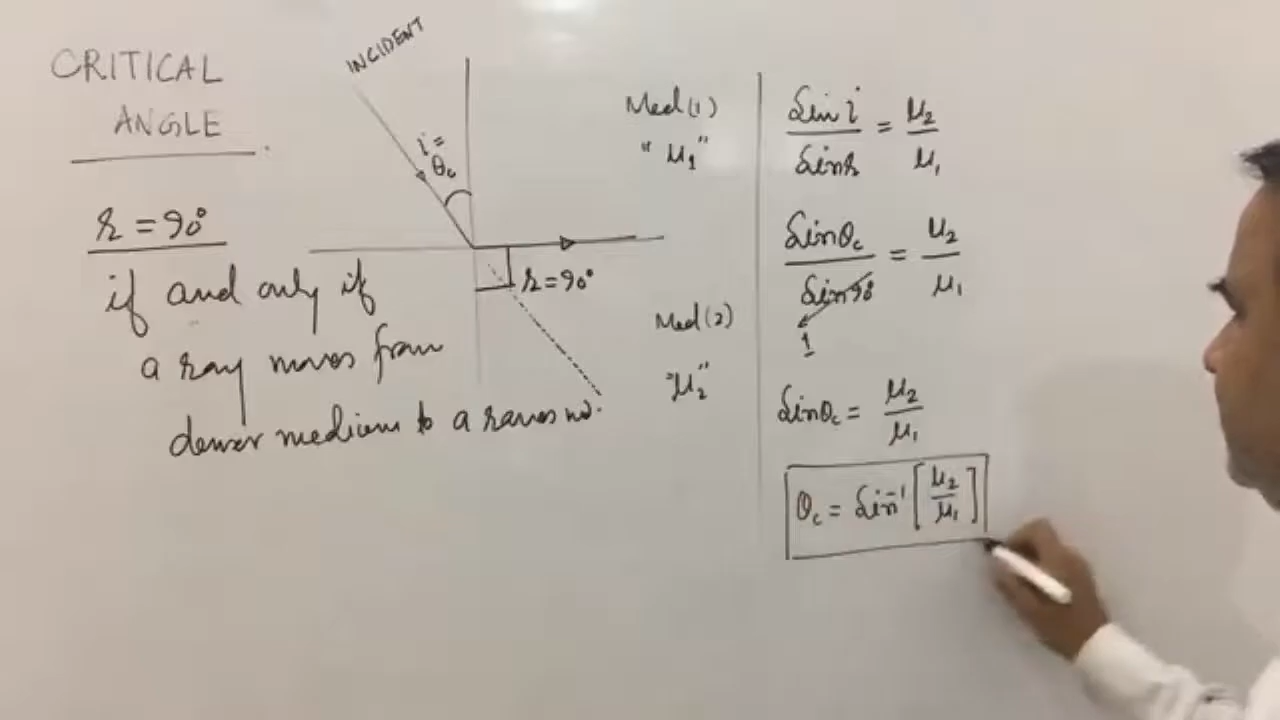 CRITICAL
ANGLE
r = 90°
if and only if
a ray moves from
denser medium to a rarer
INCIDENT
i =
θc
r = 90°
Med (1)
"μ1"
Med (2)
"μ2"
Sin i / Sin r = μ2 / μ1
Sin θc / Sin 90 = μ2 / μ1
1
Sin θc = μ2 / μ1
θc = Sin⁻¹ [ μ2 / μ1 ]